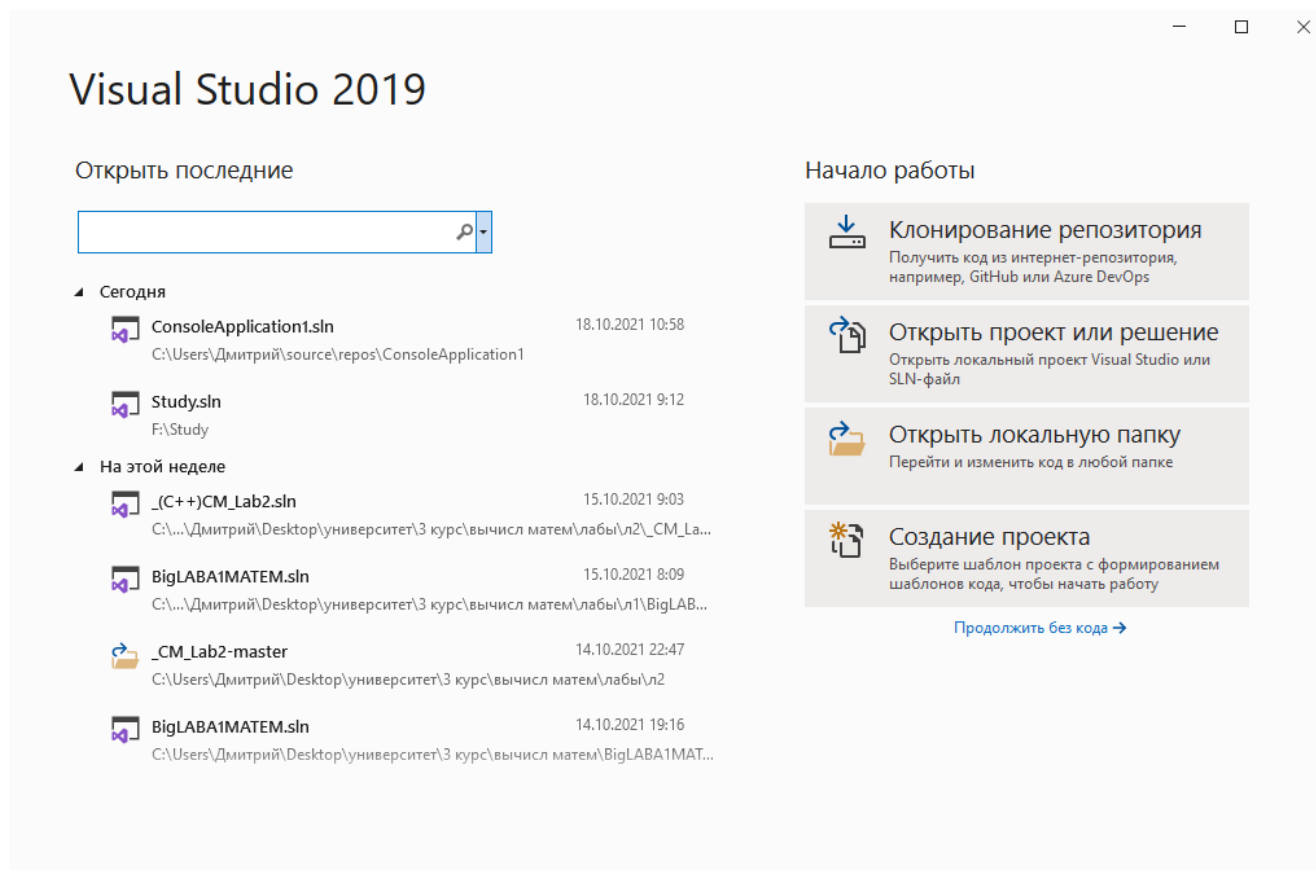 Visual Studio 2019
Открыть последние
Сегодня
ConsoleApplication1.sln 18.10.2021 10:58
C:\Users\Дмитрий\source\repos\ConsoleApplication1
Study.sln 18.10.2021 9:12
F:\Study
На этой неделе
_(C++)CM_Lab2.sln 15.10.2021 9:03
C:\...\Дмитрий\Desktop\университет\3 курс\вычисл матем\лабы\л2\_CM_La...
BigLABA1MATEM.sln 15.10.2021 8:09
C:\...\Дмитрий\Desktop\университет\3 курс\вычисл матем\лабы\л1\BigLAB...
_CM_Lab2-master 14.10.2021 22:47
C:\Users\Дмитрий\Desktop\университет\3 курс\вычисл матем\лабы\л2
BigLABA1MATEM.sln 14.10.2021 19:16
C:\Users\Дмитрий\Desktop\университет\3 курс\вычисл матем\BigLABA1MAT...
Начало работы
Клонирование репозитория
Получить код из интернет-репозитория,
например, GitHub или Azure DevOps
Открыть проект или решение
Открыть локальный проект Visual Studio или
SLN-файл
Открыть локальную папку
Перейти и изменить код в любой папке
Создание проекта
Выберите шаблон проекта с формированием
шаблонов кода, чтобы начать работу
Продолжить без кода →